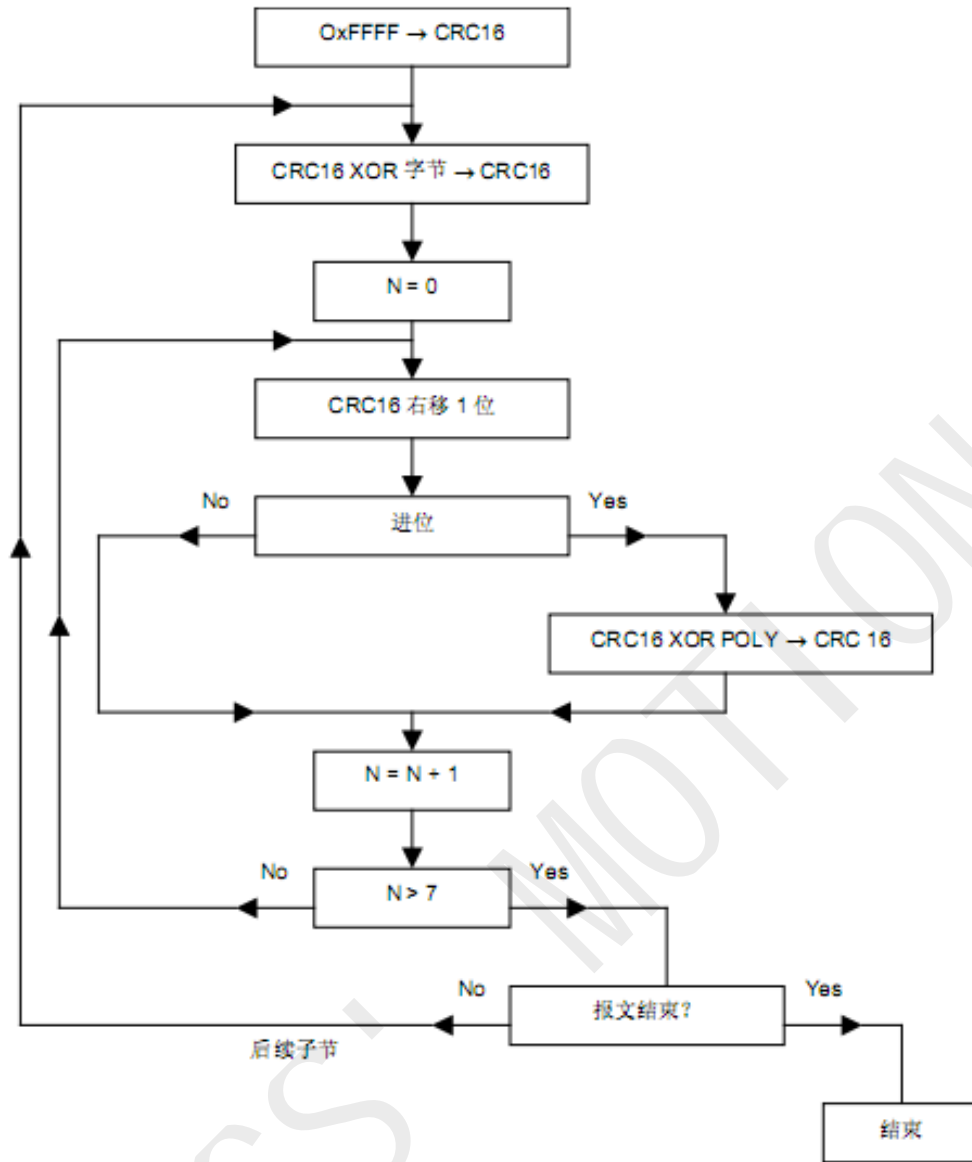 OxFFFF → CRC16
CRC16 XOR 字节 → CRC16
N = 0
CRC16 右移 1 位
No
Yes
进位
CRC16 XOR POLY → CRC 16
N = N + 1
No
Yes
N > 7
No
Yes
报文结束?
后续子节
结束
MOTION